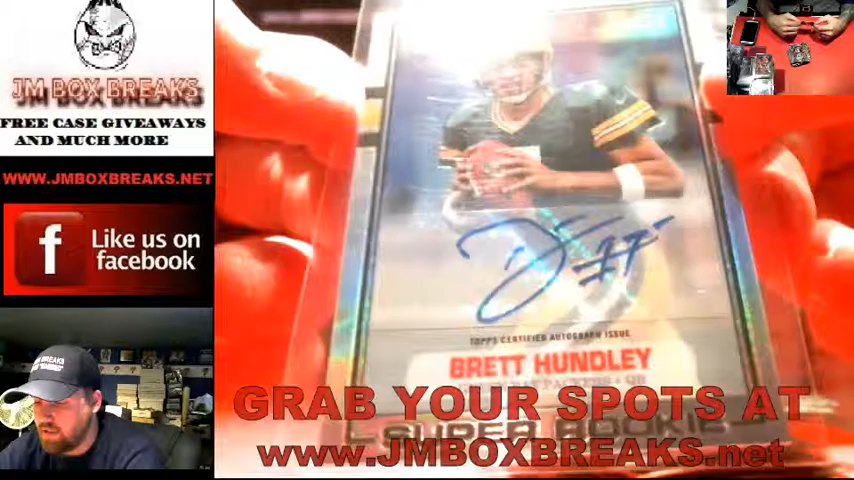 JM BOX BREAKS
FREE CASE GIVEAWAYS
AND MUCH MORE
WWW.JMBOXBREAKS.NET
f Like us on
facebook
TOPPS CERTIFIED AUTOGRAPH ISSUE
BRETT HUNDLEY
SUPER ROOKIE
GRAB YOUR SPOTS AT
www.JMBOXBREAKS.net